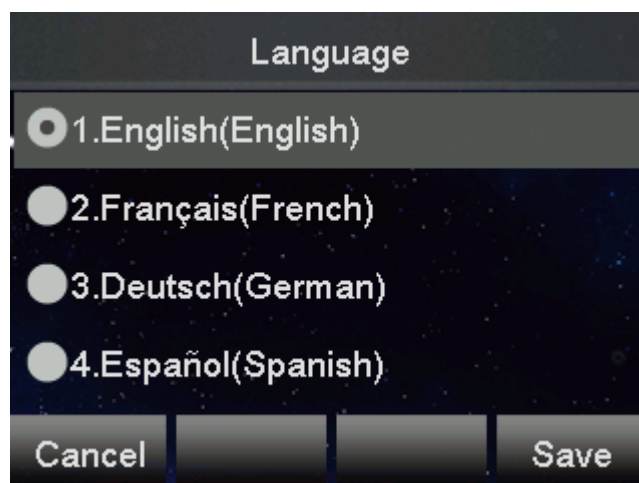 Language
1.English(English)
2.Français(French)
3.Deutsch(German)
4.Español(Spanish)
Cancel Save